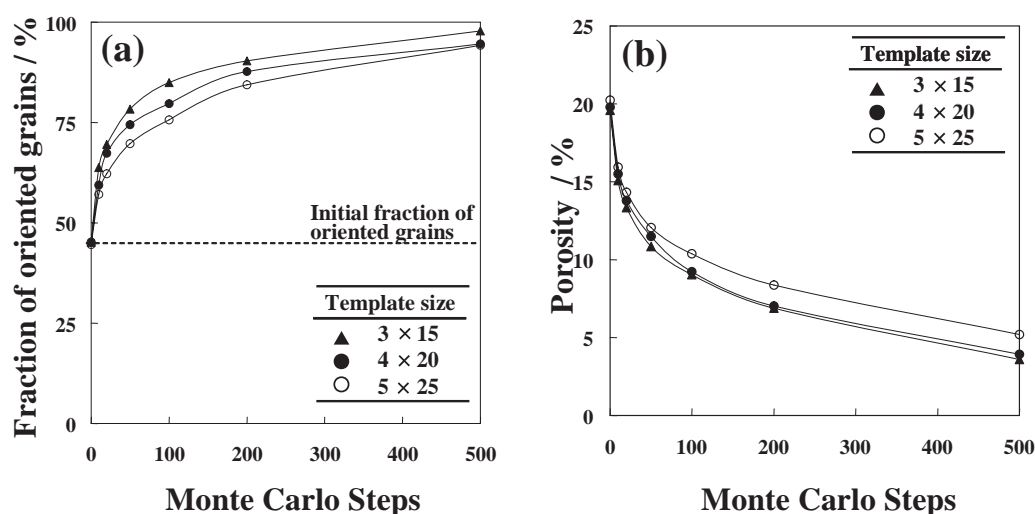 (a)
Fraction of oriented grains / %
100
75
50
25
0
Initial fraction of
oriented grains
Template size
3 × 15
4 × 20
5 × 25
0 100 200 300 400 500
Monte Carlo Steps
(b)
Porosity / %
25
20
15
10
5
0
Template size
3 × 15
4 × 20
5 × 25
0 100 200 300 400 500
Monte Carlo Steps